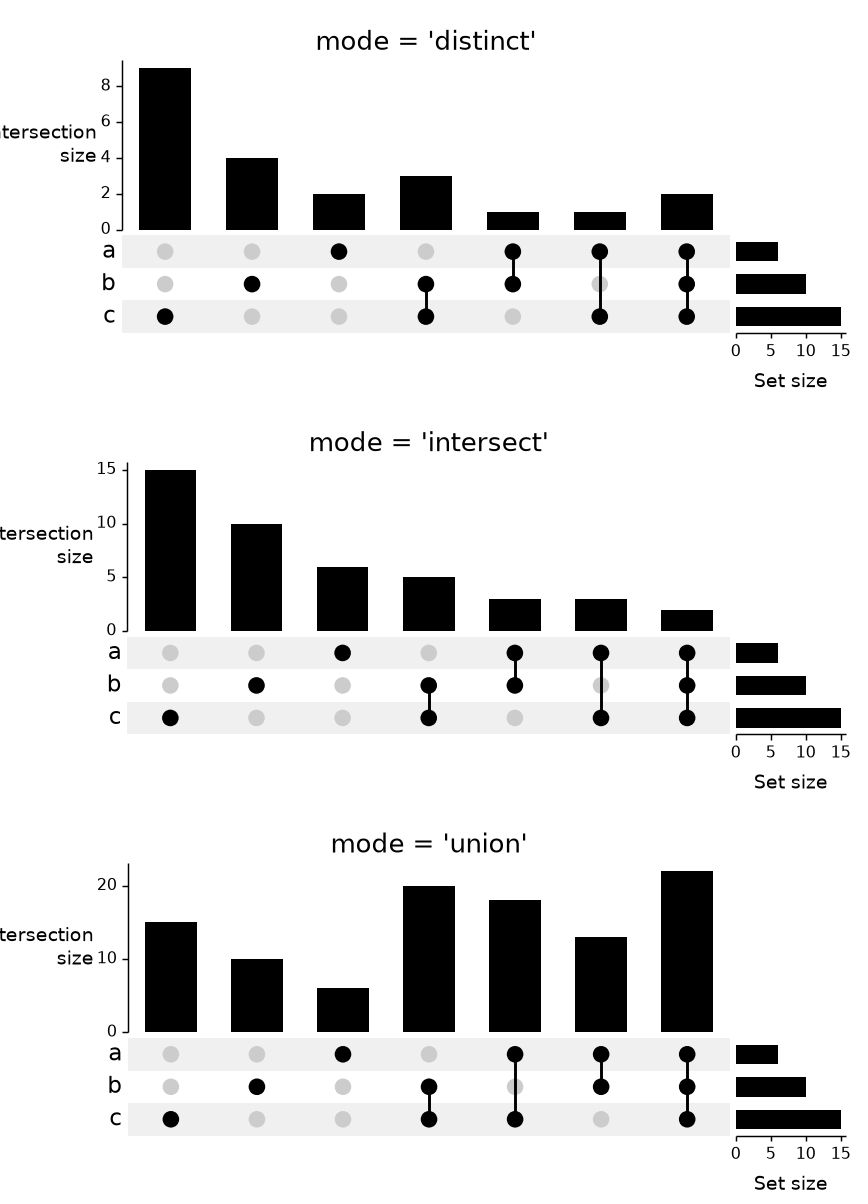 mode = 'distinct'
8
6
ntersection
size
4
2
0
a
b
c
0 5 10 15
Set size
mode = 'intersect'
15
tersection
10
size
5
0
a
b
c
0 5 10 15
Set size
mode = 'union'
20
tersection
size
10
0
a
b
c
0 5 10 15
Set size